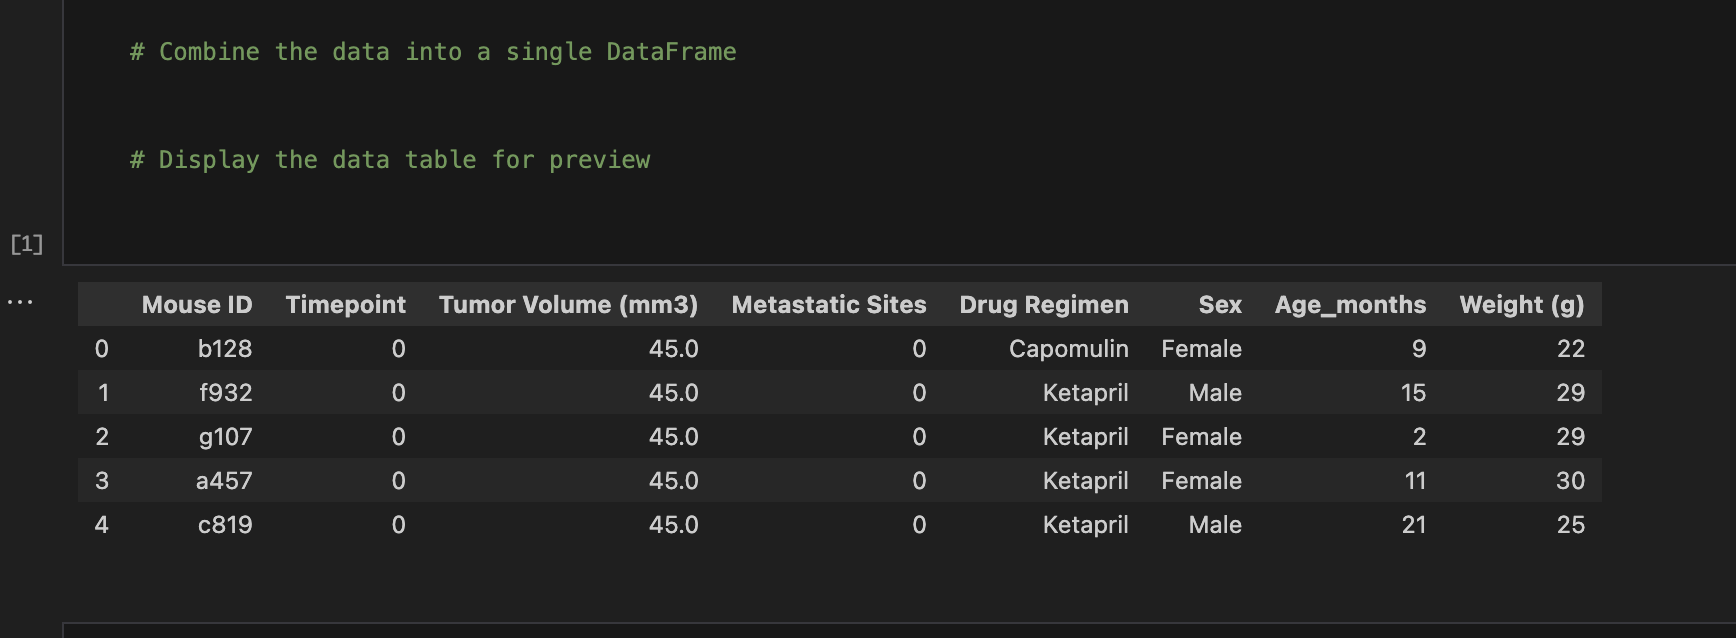 # Combine the data into a single DataFrame
# Display the data table for preview
[1]
...
Mouse ID Timepoint Tumor Volume (mm3) Metastatic Sites Drug Regimen Sex Age_months Weight (g)
0 b128 0 45.0 0 Capomulin Female 9 22
1 f932 0 45.0 0 Ketapril Male 15 29
2 g107 0 45.0 0 Ketapril Female 2 29
3 a457 0 45.0 0 Ketapril Female 11 30
4 c819 0 45.0 0 Ketapril Male 21 25